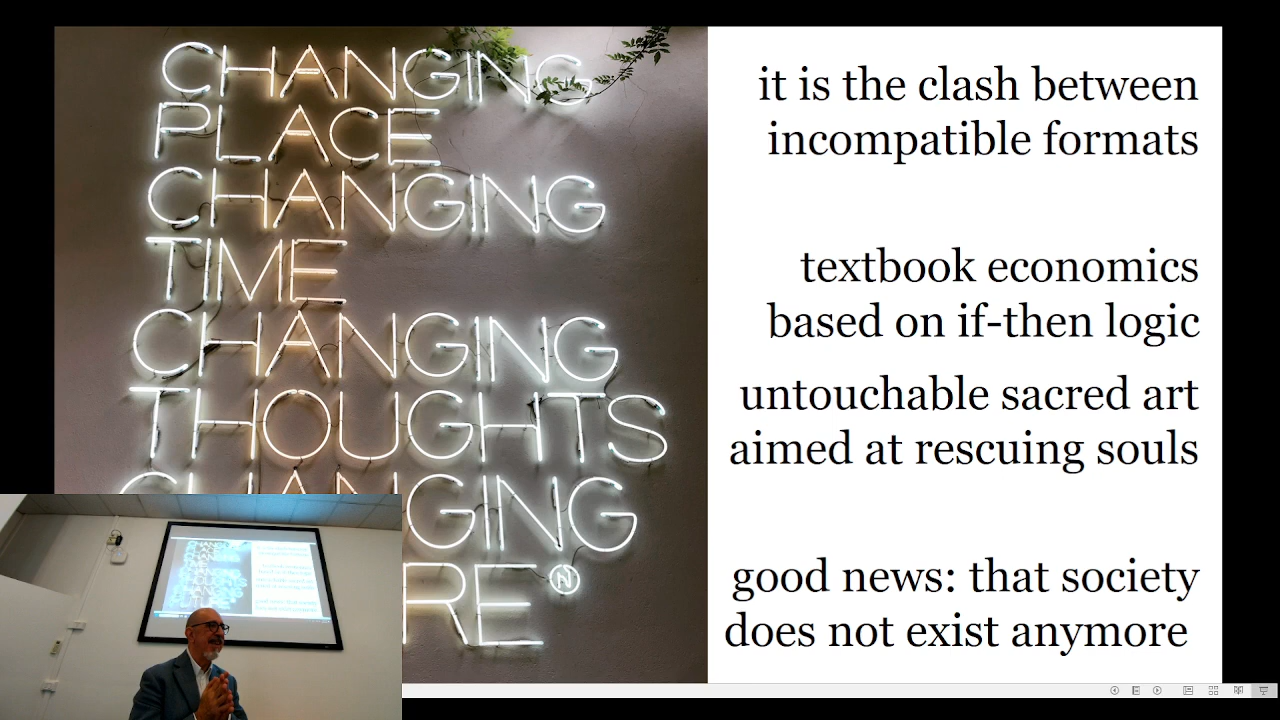 CHANGING
PLACE
CHANGING
TIME
CHANGING
THOUGHTS
CHANGING
RE
N
it is the clash between
incompatible formats
textbook economics
based on if-then logic
untouchable sacred art
aimed at rescuing souls
good news: that society
does not exist anymore